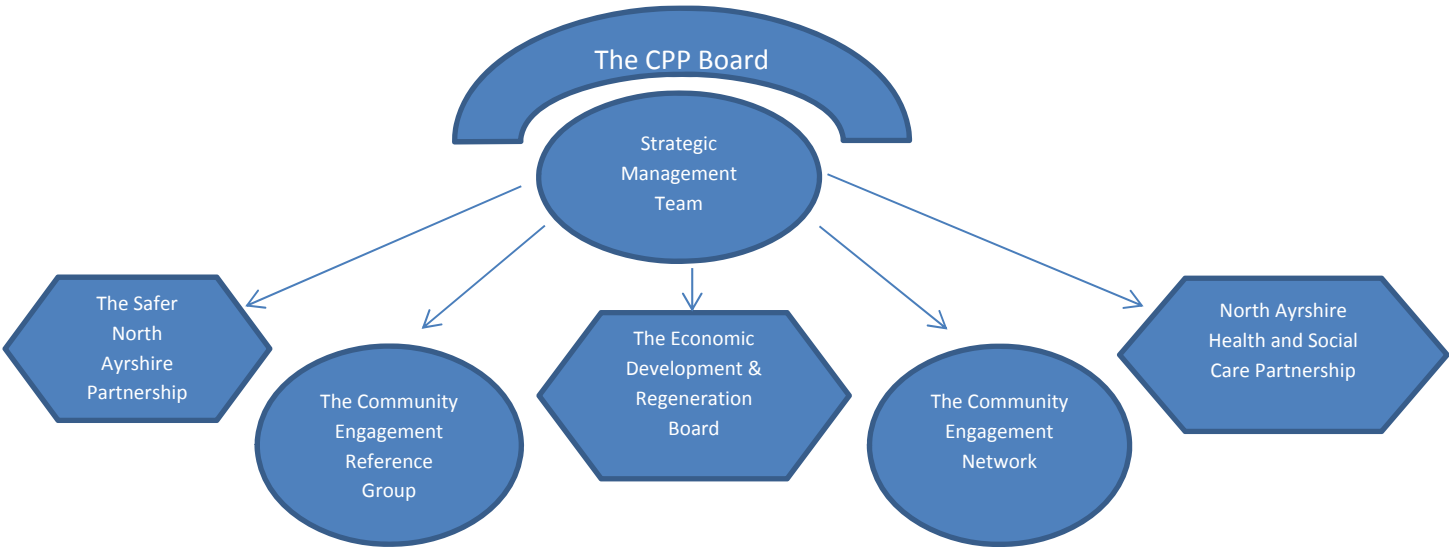 The CPP Board
Strategic
Management
Team
The Safer
North
Ayrshire
Partnership
The Community
Engagement
Reference
Group
The Economic
Development &
Regeneration
Board
The Community
Engagement
Network
North Ayrshire
Health and Social
Care Partnership